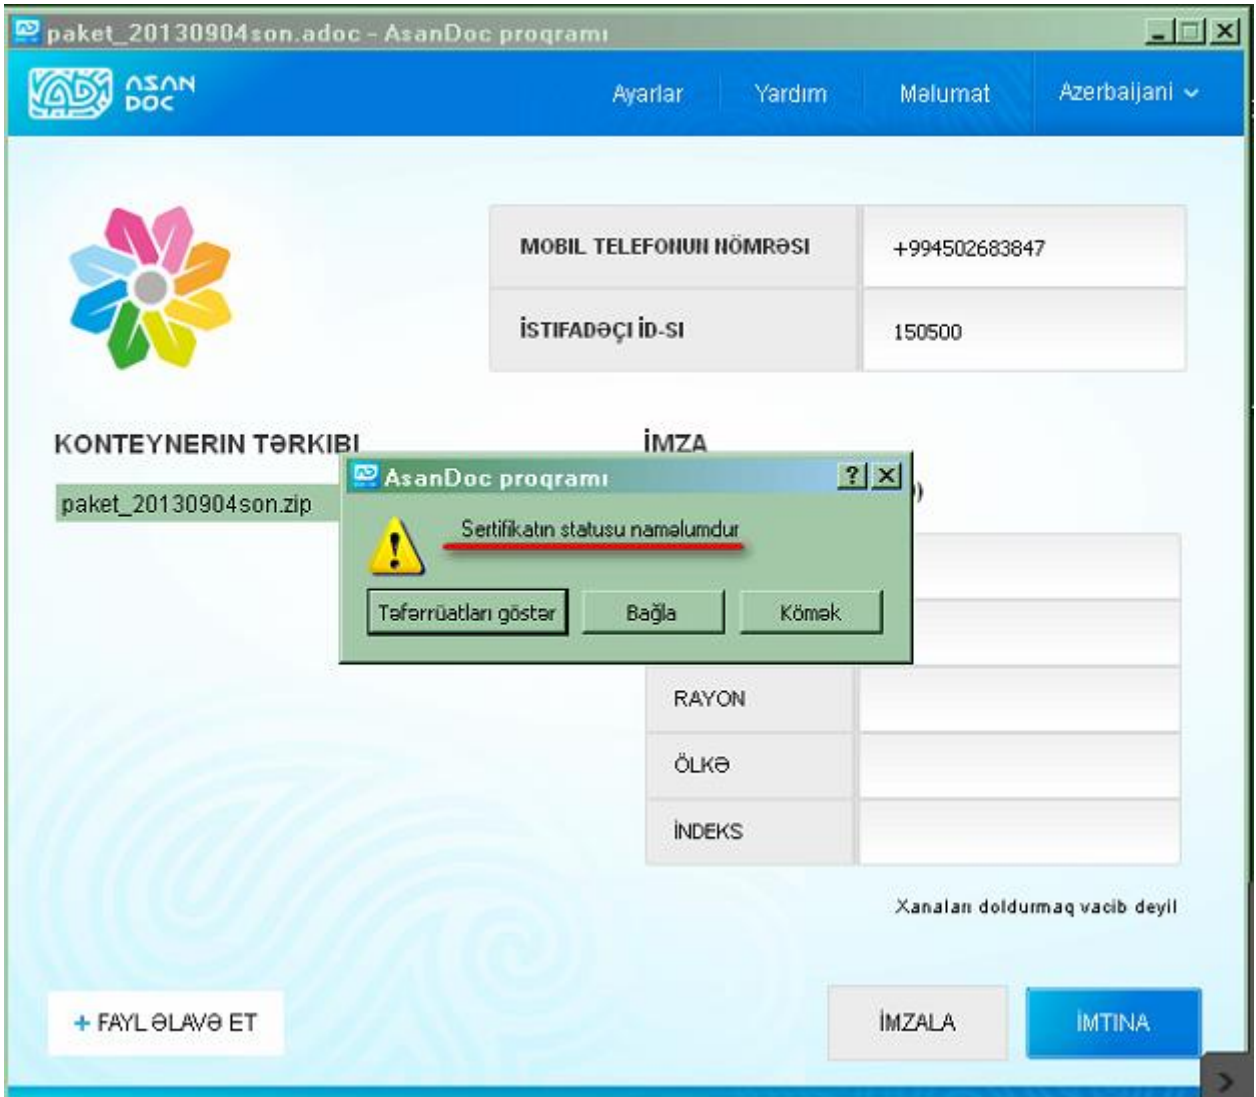 paket_20130904son.adoc - AsanDoc proqramı
ASAN DOC
Ayarlar
Yardım
Məlumat
Azerbaijani
MOBIL TELEFONUN NÖMRƏSI
+994502683847
İSTIFADƏÇI İD-SI
150500
KONTEYNERIN TƏRKIBI
İMZA
paket_20130904son.zip
AsanDoc proqramı
Sertifikatın statusu naməlumdur
Təfərrüatları göstər
Bağla
Kömək
RAYON
ÖLKƏ
İNDEKS
Xanaları doldurmaq vacib deyil
+ FAYL ƏLAVƏ ET
İMZALA
İMTINA